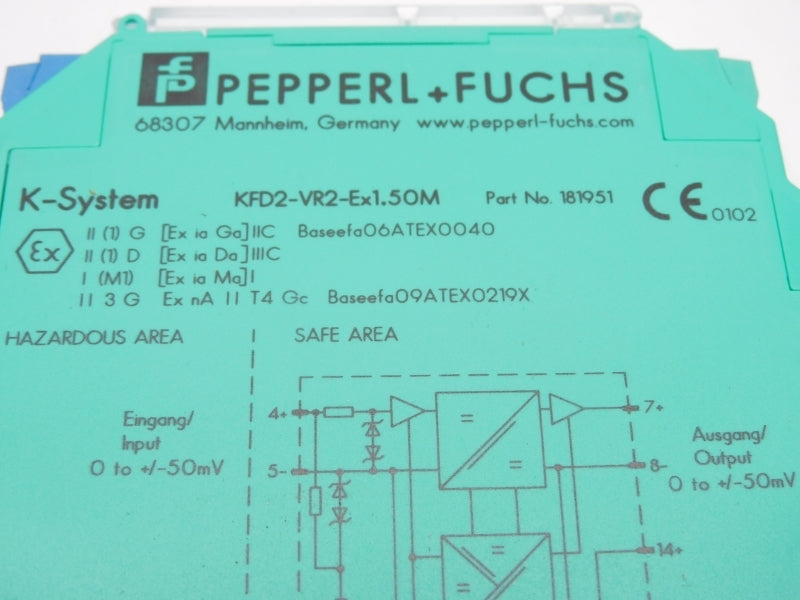 PEPPERL+FUCHS
68307 Mannheim, Germany www.pepperl-fuchs.com
K-System KFD2-VR2-Ex1.50M Part No. 181951 CE 0102
Ex
II (1) G [Ex ia Ga]IIC Baseefa06ATEX0040
II (1) D [Ex ia Da]IIIC
I (M1) [Ex ia Ma]I
II 3 G Ex nA II T4 Gc Baseefa09ATEX0219X
HAZARDOUS AREA SAFE AREA
Eingang/
Input
0 to +/-50mV
4+
5-
=
=
=
=
7+
8-
14+
Ausgang/
Output
0 to +/-50mV